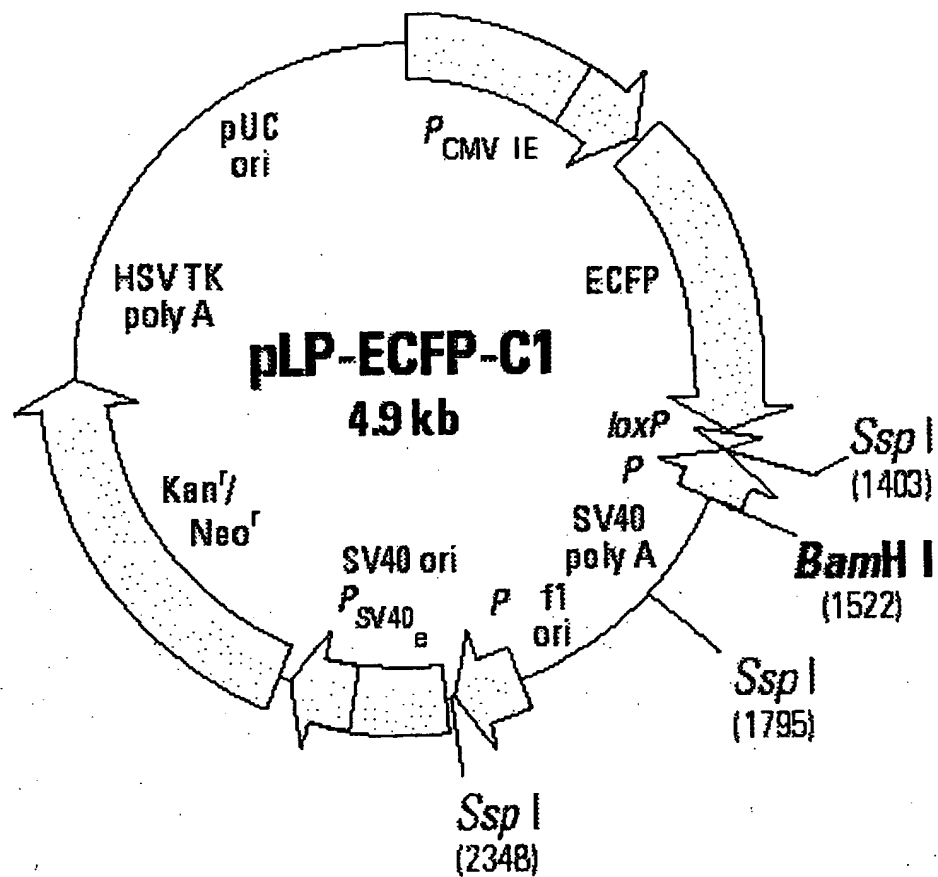 pUC
ori
P CMV IE
HSV TK
poly A
ECFP
pLP-ECFP-C1
4.9 kb
loxP
P
Ssp I
(1403)
Kanʳ/
Neoʳ
SV40
poly A
BamH I
(1522)
SV40 ori
P SV40 e
P
f1
ori
Ssp I
(1795)
Ssp I
(2348)